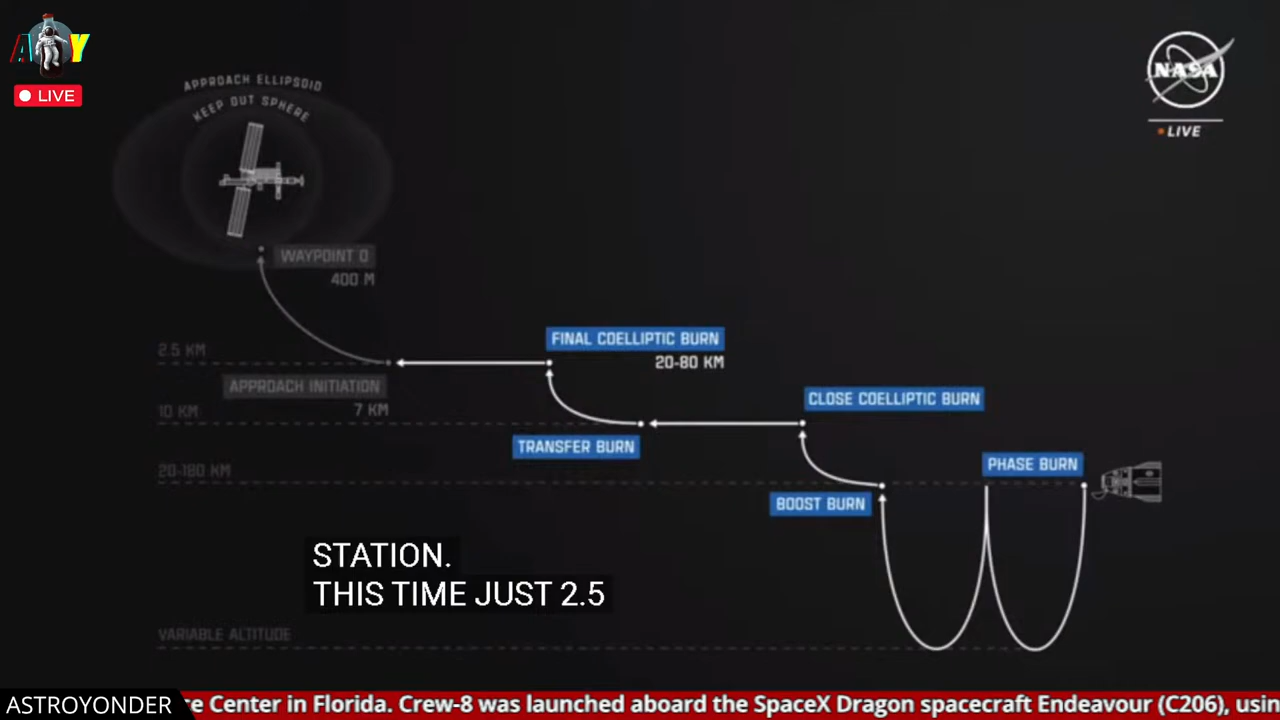 AY
LIVE
NASA
LIVE
APPROACH ELLIPSOID
KEEP OUT SPHERE
WAYPOINT 0
400 M
FINAL COELLIPTIC BURN
20-80 KM
2.5 KM
APPROACH INITIATION
7 KM
CLOSE COELLIPTIC BURN
10 KM
TRANSFER BURN
PHASE BURN
20-180 KM
BOOST BURN
STATION.
THIS TIME JUST 2.5
VARIABLE ALTITUDE
ASTROYONDER
ce Center in Florida. Crew-8 was launched aboard the SpaceX Dragon spacecraft Endeavour (C206), usin